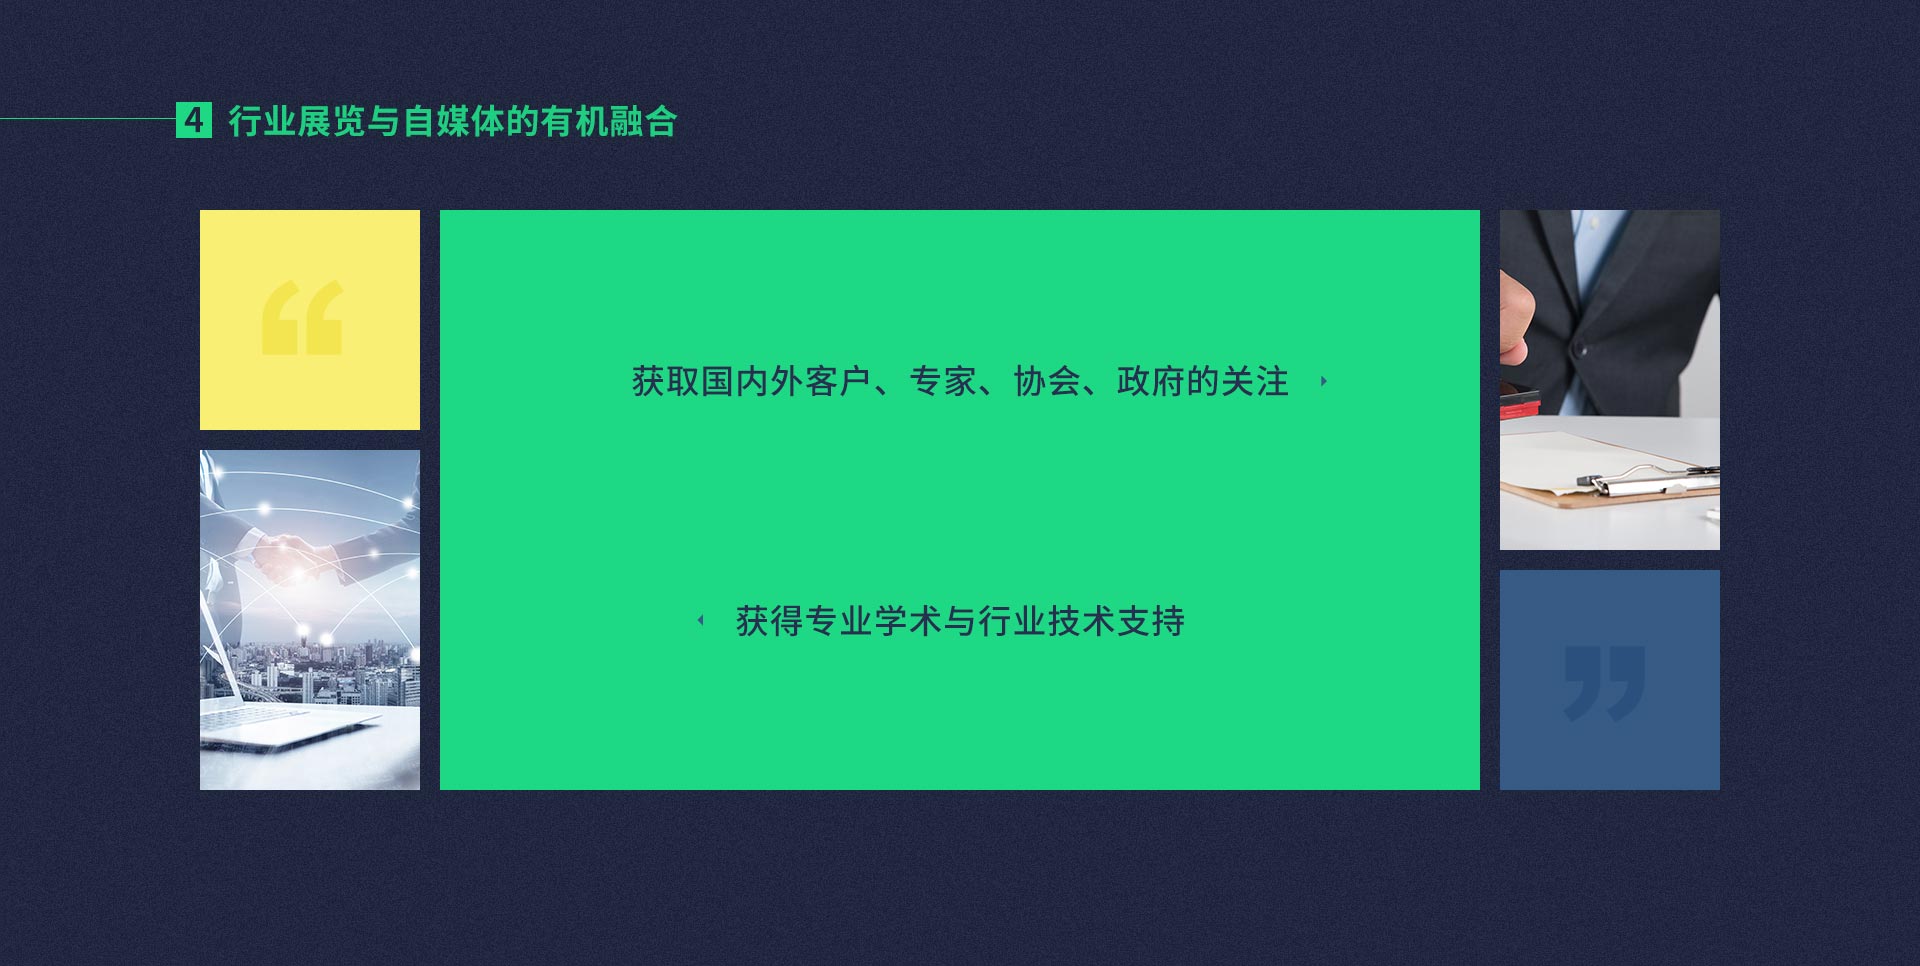 4 行业展览与自媒体的有机融合
获取国内外客户、专家、协会、政府的关注
获得专业学术与行业技术支持